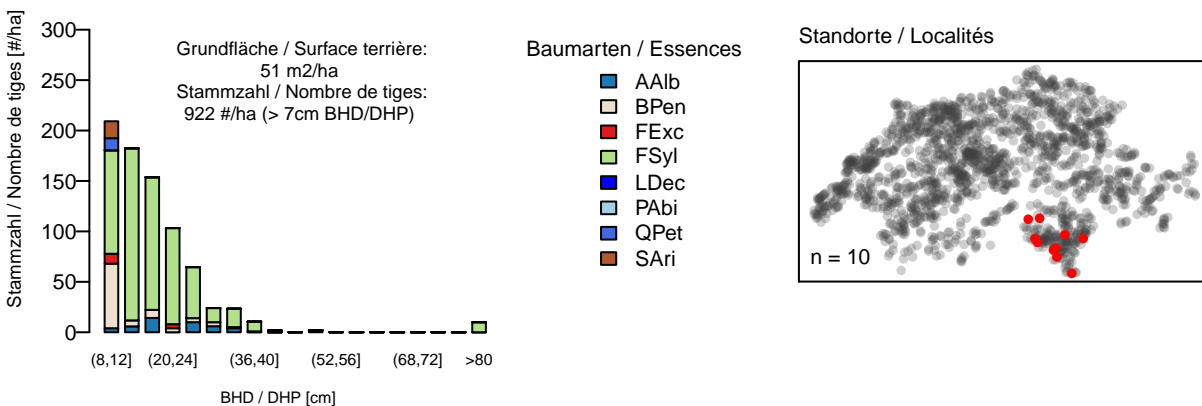 Stammzahl / Nombre de tiges [#/ha]
300
250
200
150
100
50
0
Grundfläche / Surface terrière:
51 m2/ha
Stammzahl / Nombre de tiges:
922 #/ha (> 7cm BHD/DHP)
(8,12]
(20,24]
(36,40]
(52,56]
(68,72]
>80
BHD / DHP [cm]
Baumarten / Essences
AAlb
BPen
FExc
FSyl
LDec
PAbi
QPet
SAri
Standorte / Localités
n = 10